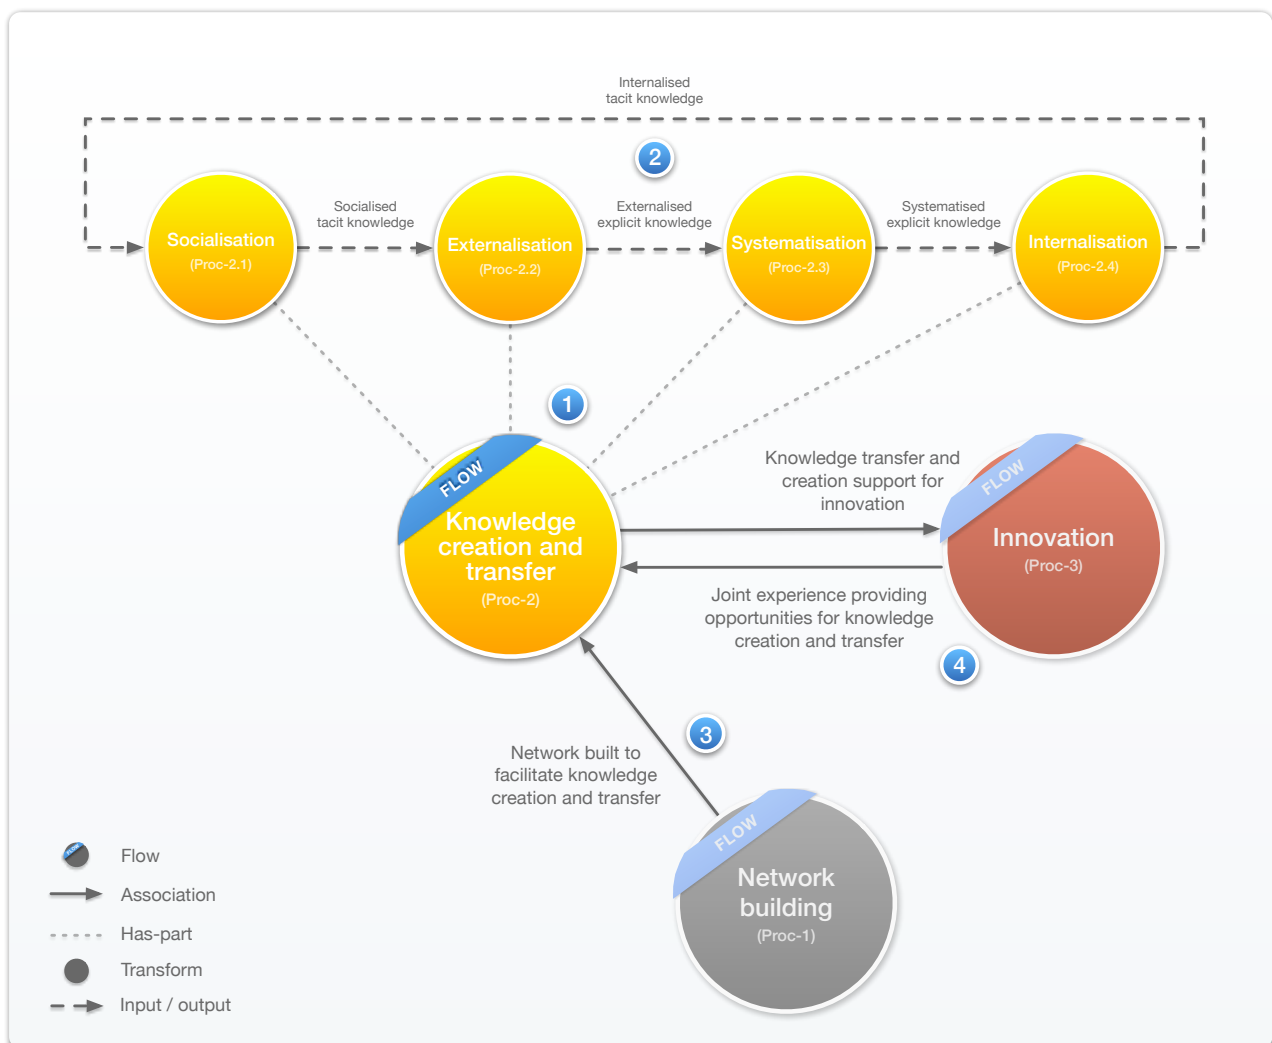 Internalised
tacit knowledge
2
Socialised
tacit knowledge
Externalised
explicit knowledge
Systematised
explicit knowledge
Socialisation
(Proc-2.1)
Externalisation
(Proc-2.2)
Systematisation
(Proc-2.3)
Internalisation
(Proc-2.4)
1
FLOW
Knowledge
creation and
transfer
(Proc-2)
Knowledge transfer and
creation support for
innovation
FLOW
Innovation
(Proc-3)
Joint experience providing
opportunities for knowledge
creation and transfer
4
3
Network built to
facilitate knowledge
creation and transfer
FLOW
Network
building
(Proc-1)
FLOW
Flow
Association
Has-part
Transform
Input / output